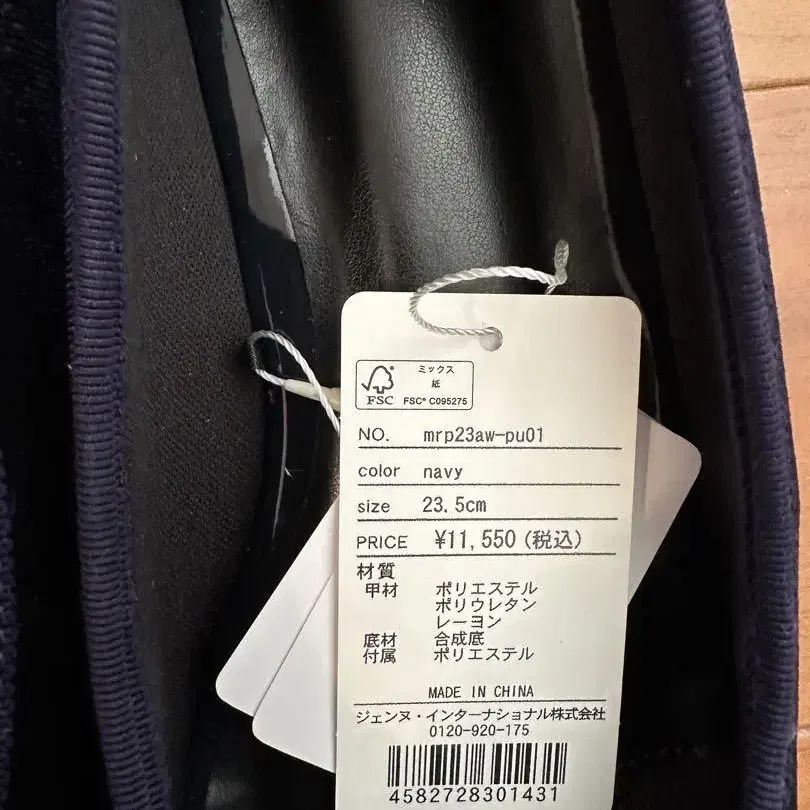 ミックス
紙
FSC
FSC® C095275
NO. mrp23aw-pu01
color navy
size 23.5cm
PRICE ¥11,550(税込)
材質
甲材 ポリエステル
ポリウレタン
レーヨン
底材 合成底
付属 ポリエステル
MADE IN CHINA
ジェンヌ・インターナショナル株式会社
0120-920-175
4582728301431